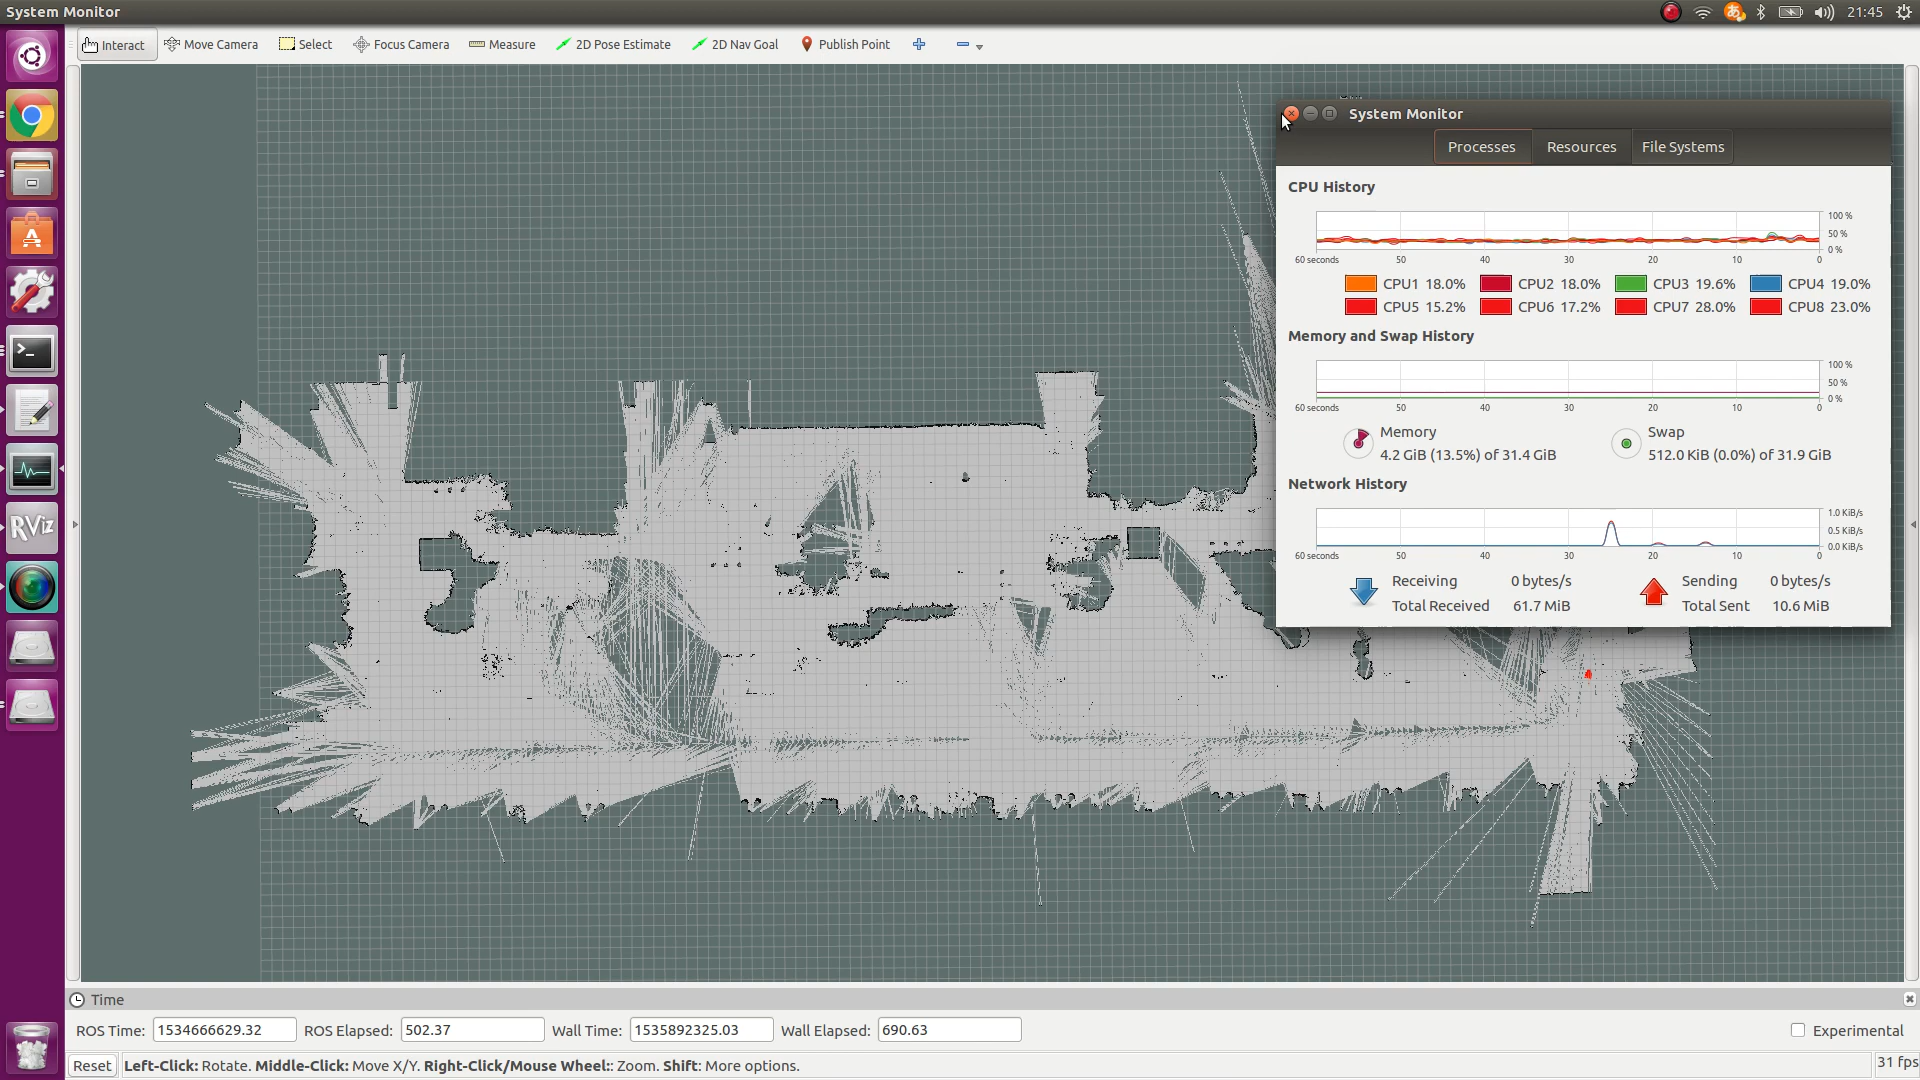 System Monitor
21:45
Interact Move Camera Select Focus Camera Measure 2D Pose Estimate 2D Nav Goal Publish Point
System Monitor
Processes Resources File Systems
CPU History
100 %
50 %
0 %
60 seconds 50 40 30 20 10 0
CPU1 18.0% CPU2 18.0% CPU3 19.6% CPU4 19.0%
CPU5 15.2% CPU6 17.2% CPU7 28.0% CPU8 23.0%
Memory and Swap History
100 %
50 %
0 %
60 seconds 50 40 30 20 10 0
Memory Swap
4.2 GiB (13.5%) of 31.4 GiB 512.0 KiB (0.0%) of 31.9 GiB
Network History
1.0 KiB/s
0.5 KiB/s
0.0 KiB/s
60 seconds 50 40 30 20 10 0
Receiving 0 bytes/s Sending 0 bytes/s
Total Received 61.7 MiB Total Sent 10.6 MiB
RViz
Time
ROS Time: 1534666629.32 ROS Elapsed: 502.37 Wall Time: 1535892325.03 Wall Elapsed: 690.63 Experimental
Reset Left-Click: Rotate. Middle-Click: Move X/Y. Right-Click/Mouse Wheel:: Zoom. Shift: More options. 31 fps